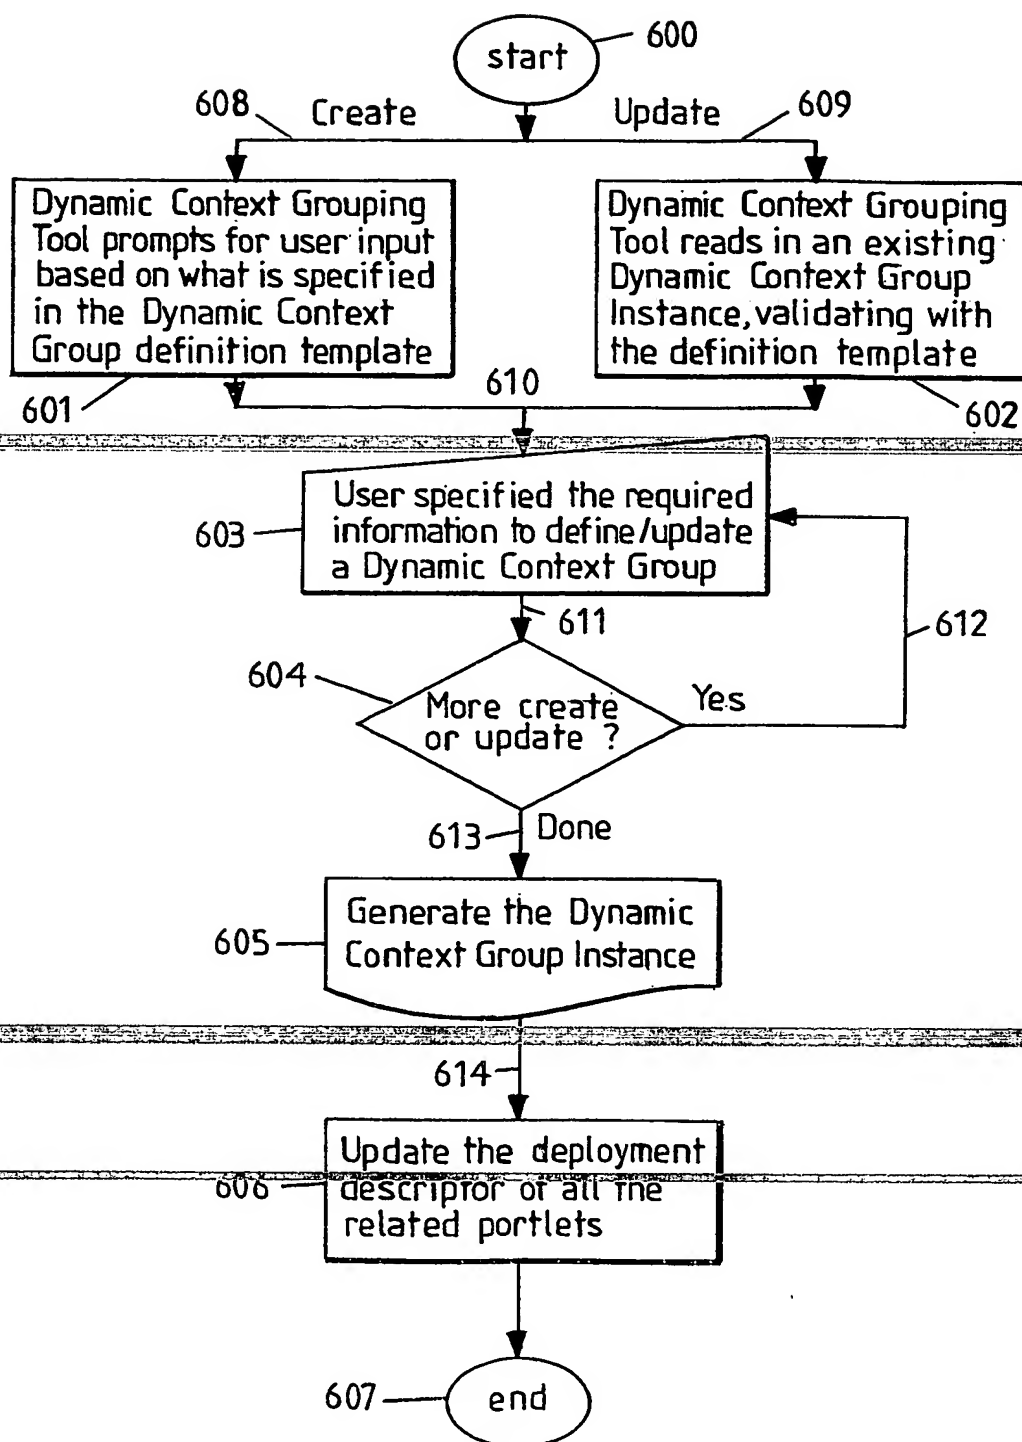 600
start
608
Create
Update
609
Dynamic Context Grouping
Tool prompts for user input
based on what is specified
in the Dynamic Context
Group definition template
Dynamic Context Grouping
Tool reads in an existing
Dynamic Context Group
Instance, validating with
the definition template
601
610
602
User specified the required
information to define/update
a Dynamic Context Group
603
611
612
604
More create
or update ?
Yes
613
Done
Generate the Dynamic
Context Group Instance
605
614
Update the deployment
descriptor of all the
related portlets
606
607
end